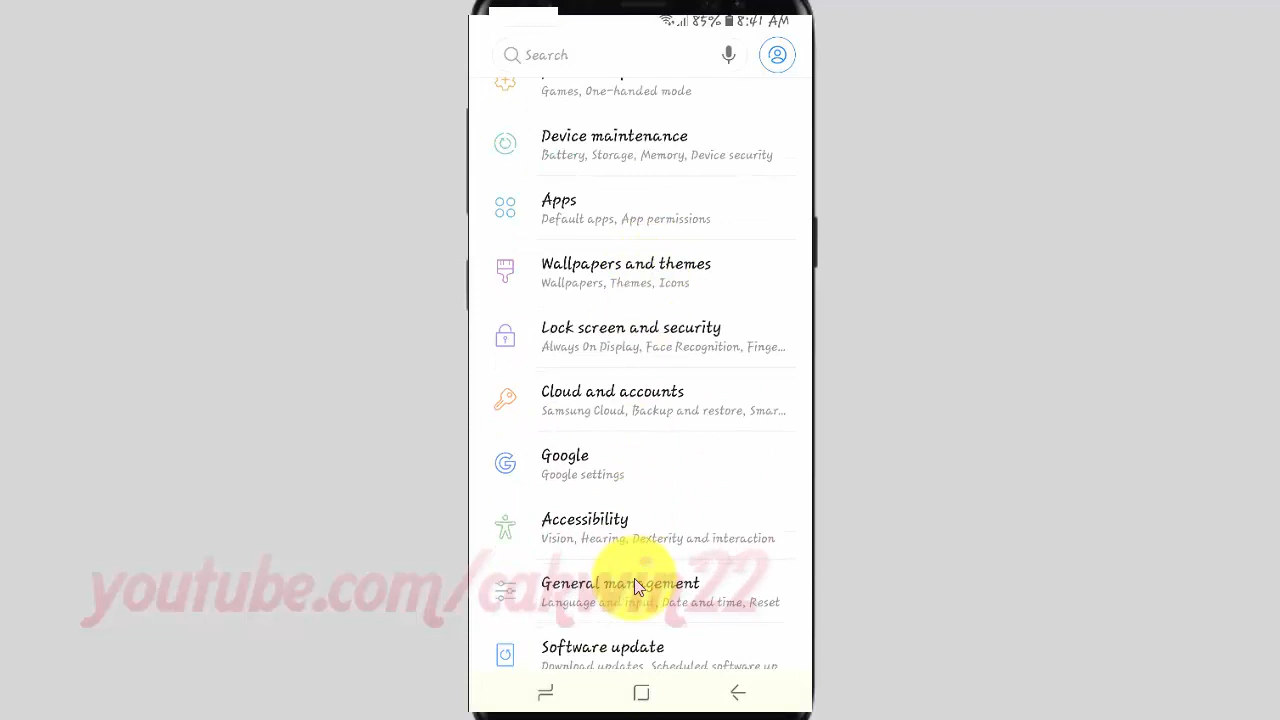 85% 8:41 AM
Search
Games, One-handed mode
Device maintenance
Battery, Storage, Memory, Device security
Apps
Default apps, App permissions
Wallpapers and themes
Wallpapers, Themes, Icons
Lock screen and security
Always On Display, Face Recognition, Finge...
Cloud and accounts
Samsung Cloud, Backup and restore, Smar...
Google
Google settings
Accessibility
Vision, Hearing, Dexterity and interaction
General management
Language and input, Date and time, Reset
youtube.com/cakwin22
Software update
Download updates, Scheduled software up